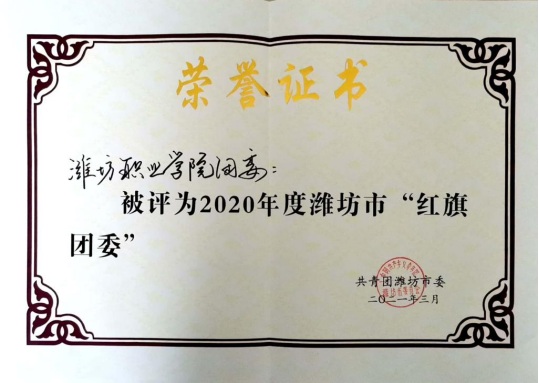 荣誉证书
潍坊职业学院团委：
被评为2020年度潍坊市“红旗
团委”
共青团潍坊市委
二〇二一年三月